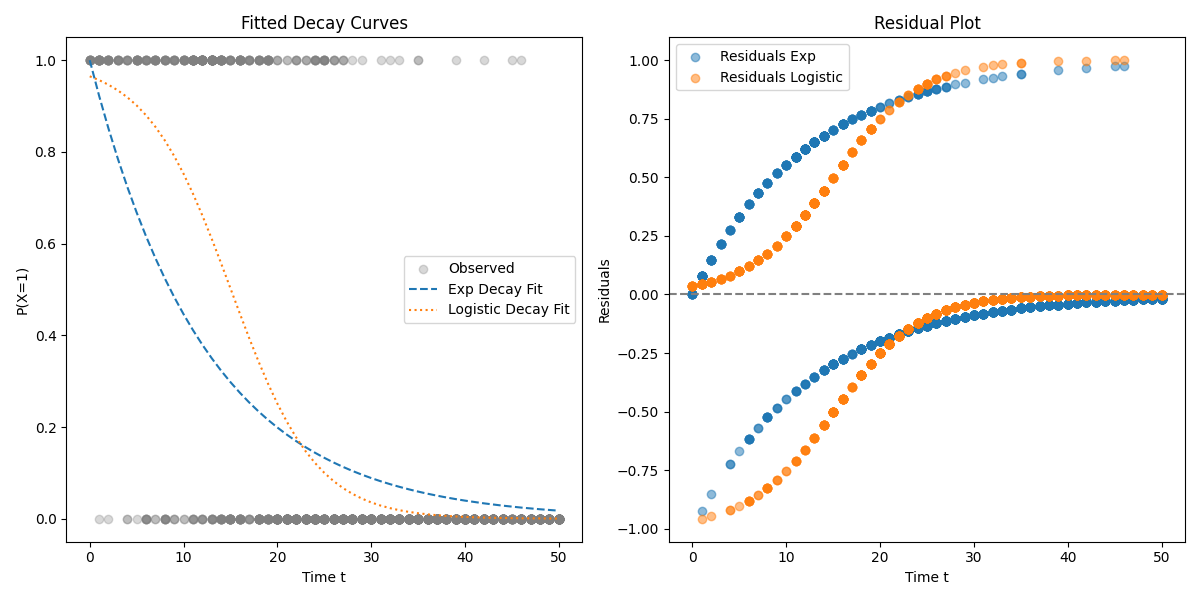 Fitted Decay Curves
P(X=1)
1.0
0.8
0.6
0.4
0.2
0.0
Observed
Exp Decay Fit
Logistic Decay Fit
0 10 20 30 40 50
Time t
Residual Plot
Residuals
1.00
0.75
0.50
0.25
0.00
−0.25
−0.50
−0.75
−1.00
Residuals Exp
Residuals Logistic
0 10 20 30 40 50
Time t